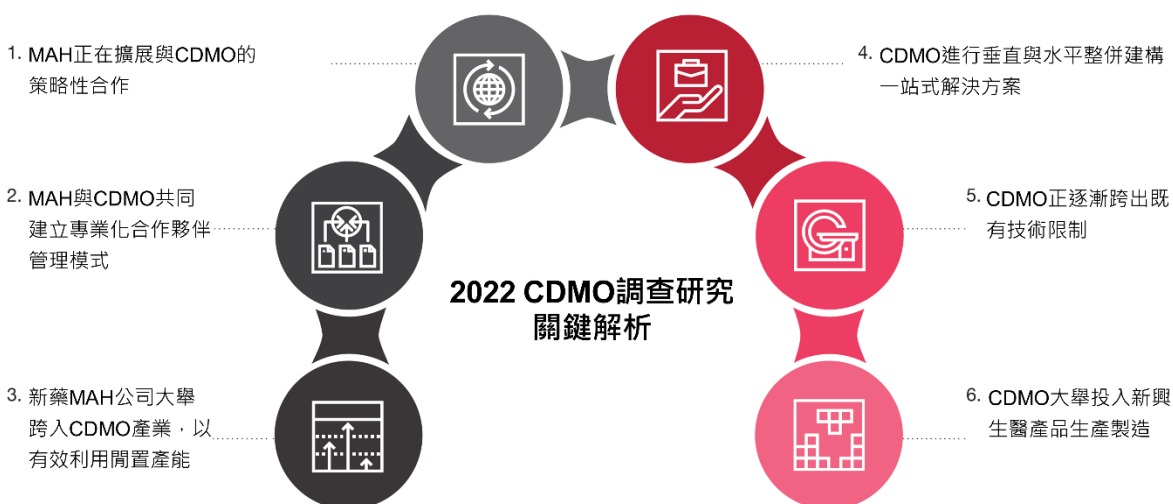 1. MAH正在擴展與CDMO的
策略性合作
2. MAH與CDMO共同
建立專業化合作夥伴
管理模式
3. 新藥MAH公司大舉
跨入CDMO產業，以
有效利用閒置產能
2022 CDMO調查研究
關鍵解析
4. CDMO進行垂直與水平整併建構
一站式解決方案
5. CDMO正逐漸跨出既
有技術限制
6. CDMO大舉投入新興
生醫產品生產製造